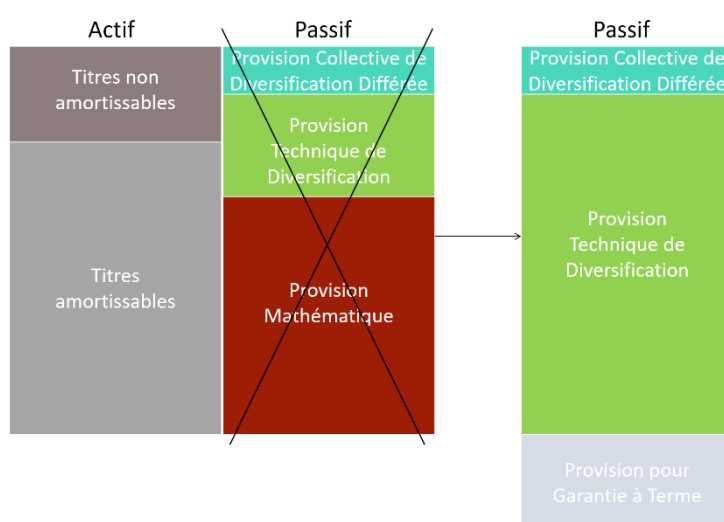 Actif
Passif
Passif
Titres non
amortissables
Provision Collective de
Diversification Différée
Provision Collective de
Diversification Différée
Provision
Technique de
Diversification
Titres
amortissables
Provision
Mathématique
Provision
Technique de
Diversification
Provision pour
Garantie à Terme